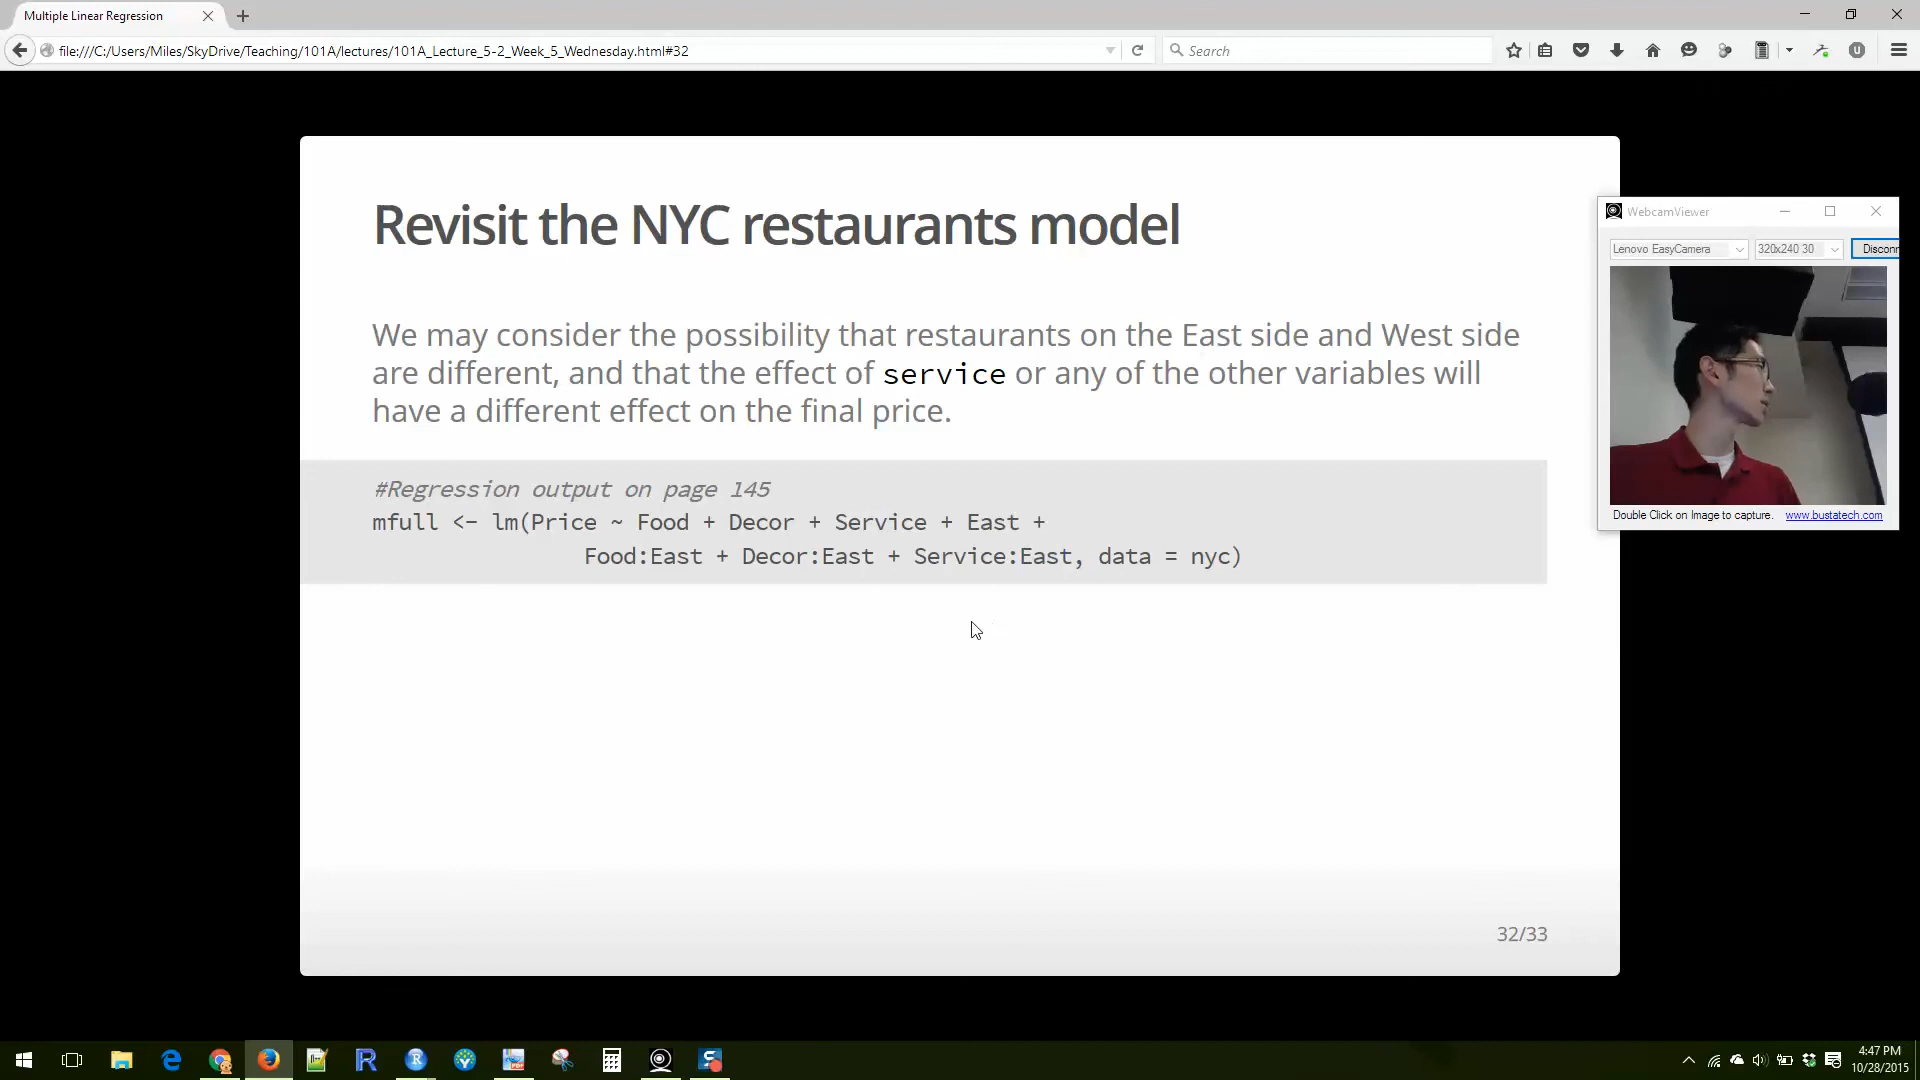 Multiple Linear Regression
file:///C:/Users/Miles/SkyDrive/Teaching/101A/lectures/101A_Lecture_5-2_Week_5_Wednesday.html#32
Search
Revisit the NYC restaurants model
We may consider the possibility that restaurants on the East side and West side
are different, and that the effect of service or any of the other variables will
have a different effect on the final price.
#Regression output on page 145
mfull <- lm(Price ~ Food + Decor + Service + East +
Food:East + Decor:East + Service:East, data = nyc)
32/33
WebcamViewer
Lenovo EasyCamera
320x240 30
Disconn
Double Click on Image to capture.
www.bustatech.com
4:47 PM
10/28/2015